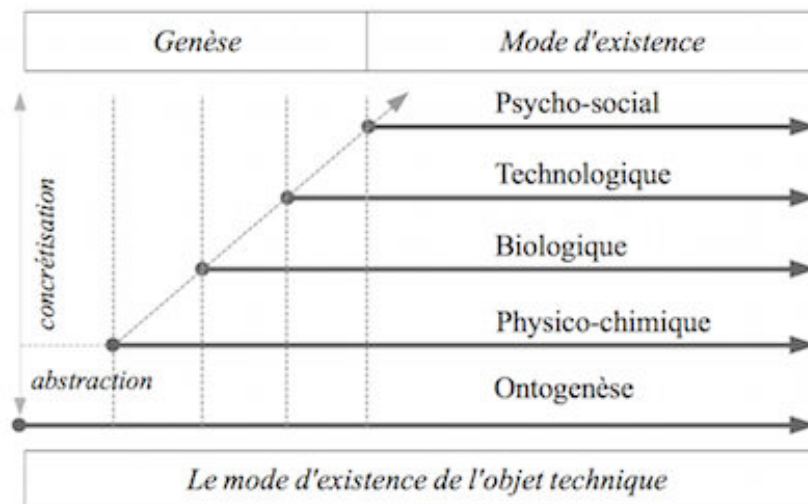 Genèse
Mode d'existence
Psycho-social
Technologique
concrétisation
Biologique
Physico-chimique
abstraction
Ontogenèse
Le mode d'existence de l'objet technique